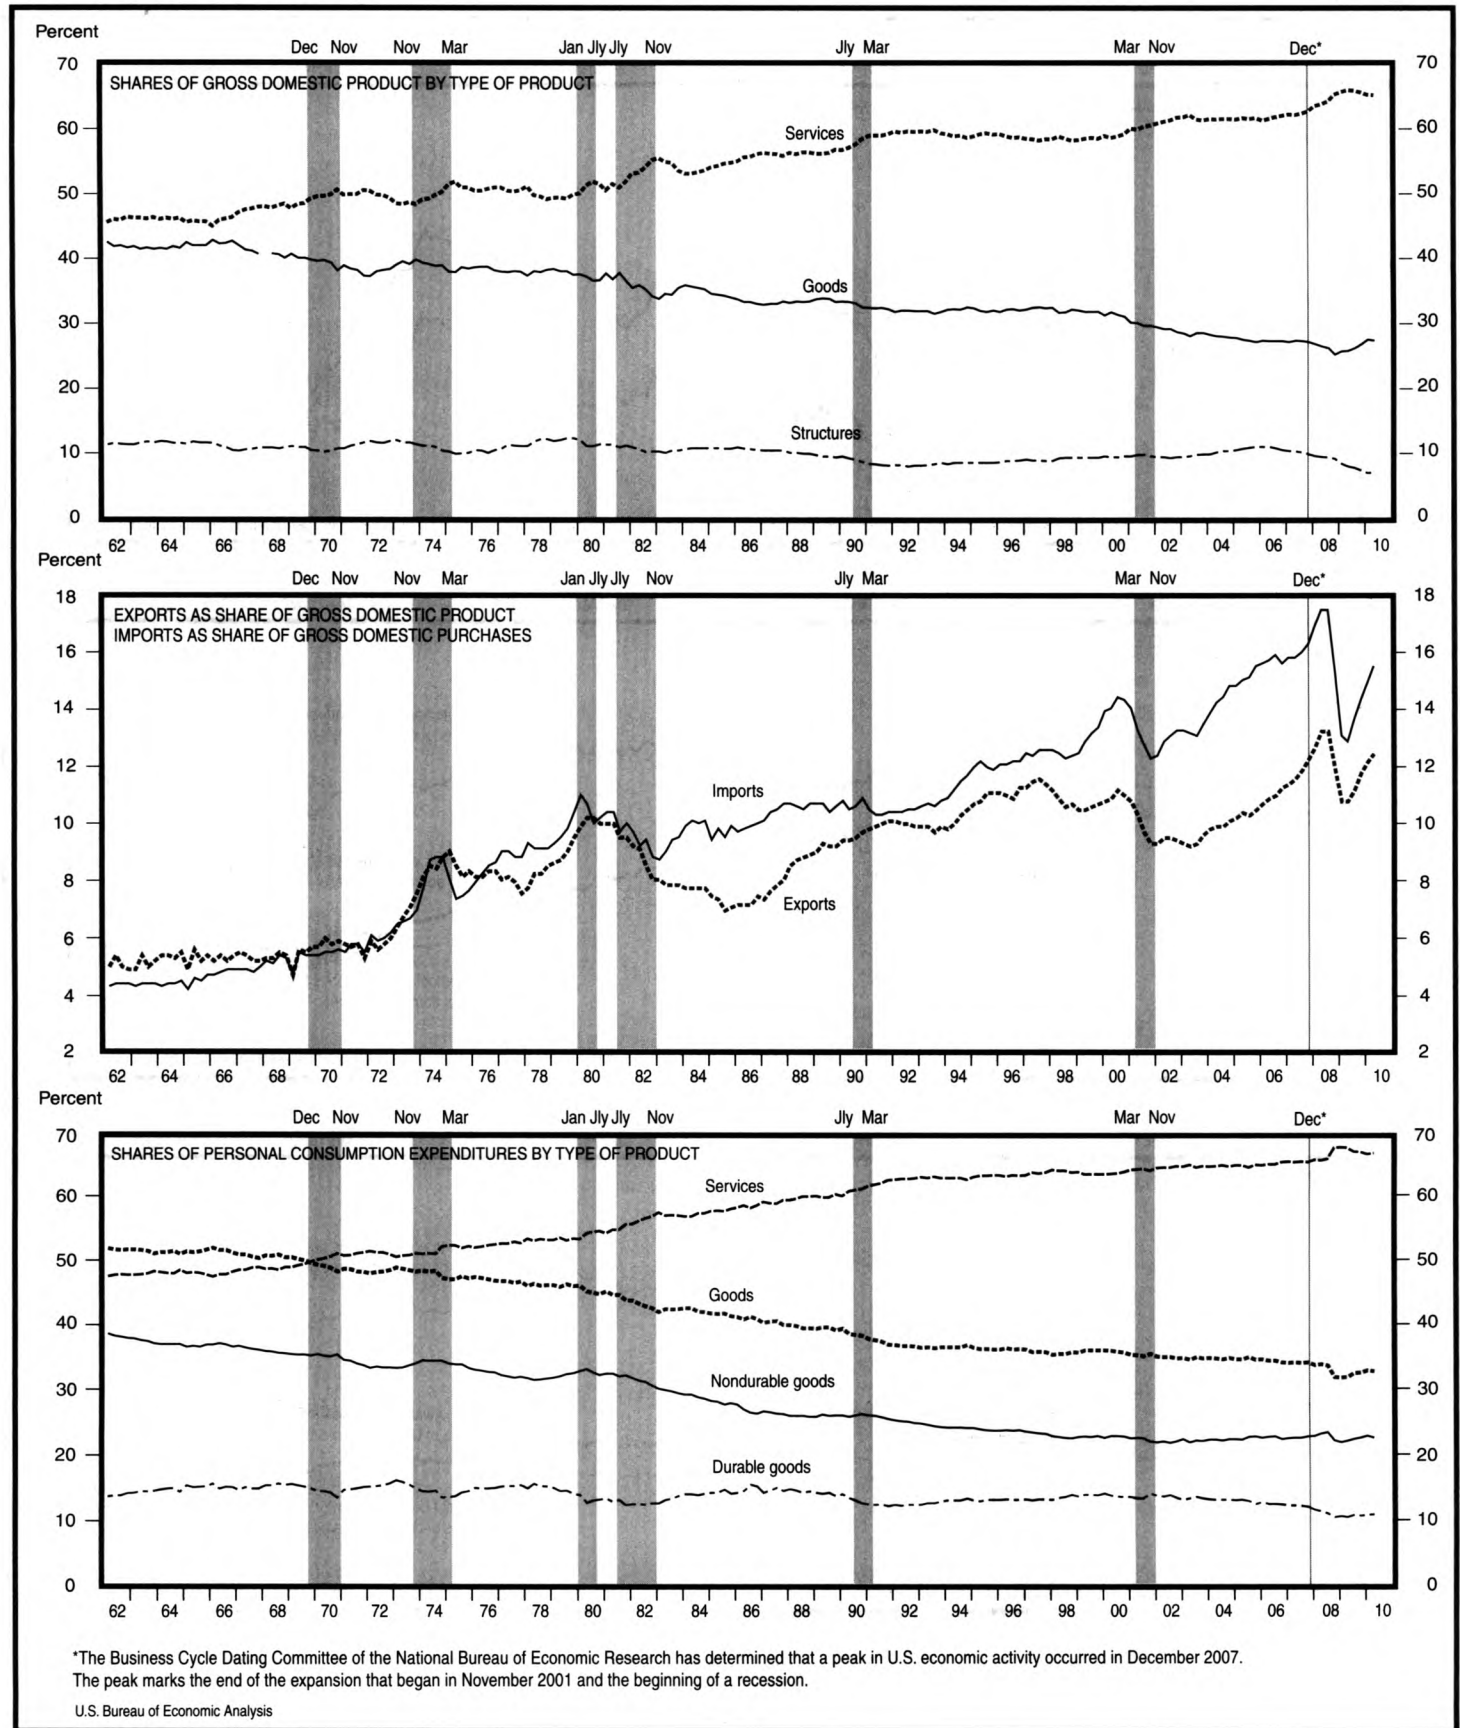 Percent
Dec Nov Nov Mar Jan Jly Jly Nov Jly Mar Mar Nov Dec*
70 70
SHARES OF GROSS DOMESTIC PRODUCT BY TYPE OF PRODUCT
60 Services 60
50 50
40 40
Goods
30 30
20 20
Structures
10 10
0 0
62 64 66 68 70 72 74 76 78 80 82 84 86 88 90 92 94 96 98 00 02 04 06 08 10
Percent
Dec Nov Nov Mar Jan Jly Jly Nov Jly Mar Mar Nov Dec*
18 18
EXPORTS AS SHARE OF GROSS DOMESTIC PRODUCT
IMPORTS AS SHARE OF GROSS DOMESTIC PURCHASES
16 16
14 14
12 12
Imports
10 10
8 8
Exports
6 6
4 4
2 2
62 64 66 68 70 72 74 76 78 80 82 84 86 88 90 92 94 96 98 00 02 04 06 08 10
Percent
Dec Nov Nov Mar Jan Jly Jly Nov Jly Mar Mar Nov Dec*
70 70
SHARES OF PERSONAL CONSUMPTION EXPENDITURES BY TYPE OF PRODUCT
Services
60 60
50 50
Goods
40 40
Nondurable goods
30 30
20 20
Durable goods
10 10
0 0
62 64 66 68 70 72 74 76 78 80 82 84 86 88 90 92 94 96 98 00 02 04 06 08 10
*The Business Cycle Dating Committee of the National Bureau of Economic Research has determined that a peak in U.S. economic activity occurred in December 2007.
The peak marks the end of the expansion that began in November 2001 and the beginning of a recession.
U.S. Bureau of Economic Analysis